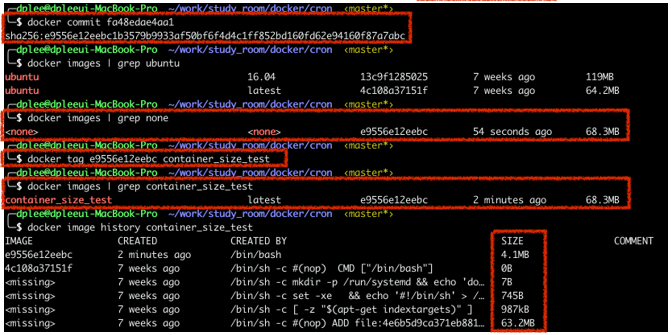 dplee@dpleeui-MacBook-Pro ~/work/study_room/docker/cron ‹master*›
$ docker commit fa48edae4aa1
sha256:e9556e12eebc1b3579b9933af50bf6f4d4c1ff852bd160fd62e94160f87a7abc
dplee@dpleeui-MacBook-Pro ~/work/study_room/docker/cron ‹master*›
$ docker images | grep ubuntu
ubuntu 16.04 13c9f1285025 7 weeks ago 119MB
ubuntu latest 4c108a37151f 7 weeks ago 64.2MB
dplee@dpleeui-MacBook-Pro ~/work/study_room/docker/cron ‹master*›
$ docker images | grep none
<none> <none> e9556e12eebc 54 seconds ago 68.3MB
dplee@dpleeui-MacBook-Pro ~/work/study_room/docker/cron ‹master*›
$ docker tag e9556e12eebc container_size_test
dplee@dpleeui-MacBook-Pro ~/work/study_room/docker/cron ‹master*›
$ docker images | grep container_size_test
container_size_test latest e9556e12eebc 2 minutes ago 68.3MB
dplee@dpleeui-MacBook-Pro ~/work/study_room/docker/cron ‹master*›
$ docker image history container_size_test
IMAGE CREATED CREATED BY SIZE COMMENT
e9556e12eebc 2 minutes ago /bin/bash 4.1MB
4c108a37151f 7 weeks ago /bin/sh -c #(nop) CMD ["/bin/bash"] 0B
<missing> 7 weeks ago /bin/sh -c mkdir -p /run/systemd && echo 'do… 7B
<missing> 7 weeks ago /bin/sh -c set -xe && echo '#!/bin/sh' > /… 745B
<missing> 7 weeks ago /bin/sh -c [ -z "$(apt-get indextargets)" ] 987kB
<missing> 7 weeks ago /bin/sh -c #(nop) ADD file:4e6b5d9ca371eb881… 63.2MB